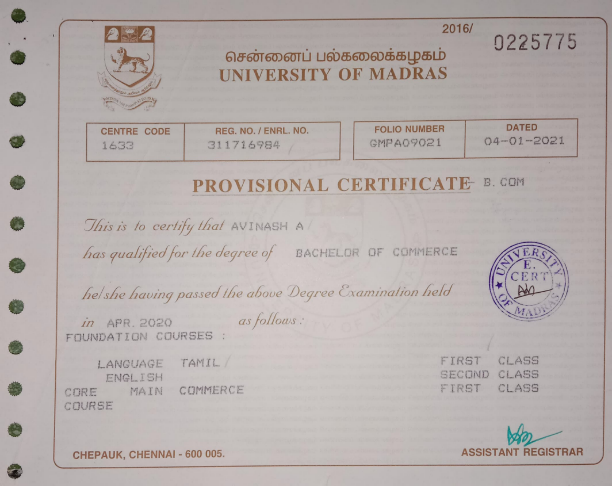 2016/
0225775
சென்னைப் பல்கலைக்கழகம்
UNIVERSITY OF MADRAS
CENTRE CODE REG. NO. / ENRL. NO. FOLIO NUMBER DATED
1633 311716984 GMPA09021 04-01-2021
PROVISIONAL CERTIFICATE - B.COM
This is to certify that AVINASH A
has qualified for the degree of BACHELOR OF COMMERCE
he/she having passed the above Degree Examination held
in APR.2020 as follows :
FOUNDATION COURSES :
LANGUAGE TAMIL / FIRST CLASS
ENGLISH SECOND CLASS
CORE MAIN COMMERCE FIRST CLASS
COURSE
UNIVERSITY
E.
CERT
OF MADRAS
CHEPAUK, CHENNAI - 600 005.
ASSISTANT REGISTRAR